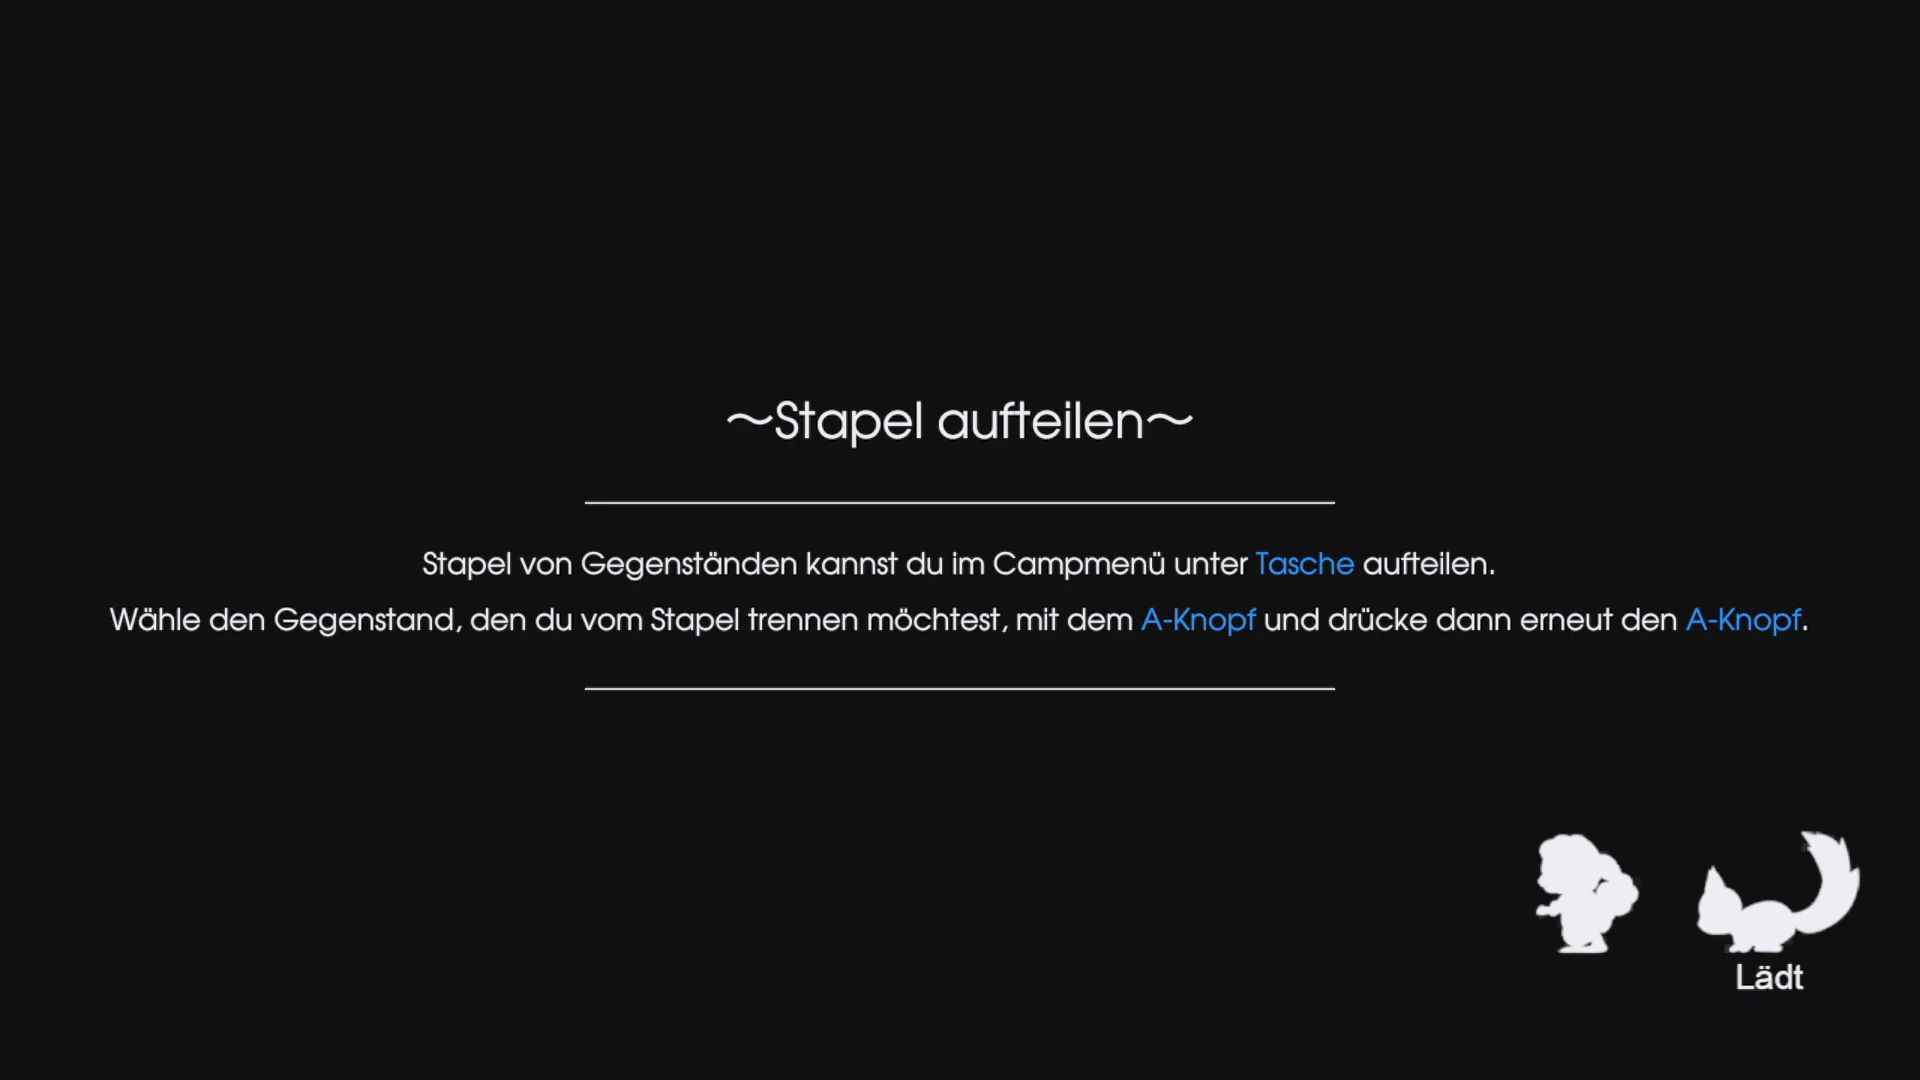 ～Stapel aufteilen～
Stapel von Gegenständen kannst du im Campmenü unter Tasche aufteilen.
Wähle den Gegenstand, den du vom Stapel trennen möchtest, mit dem A-Knopf und drücke dann erneut den A-Knopf.
Lädt